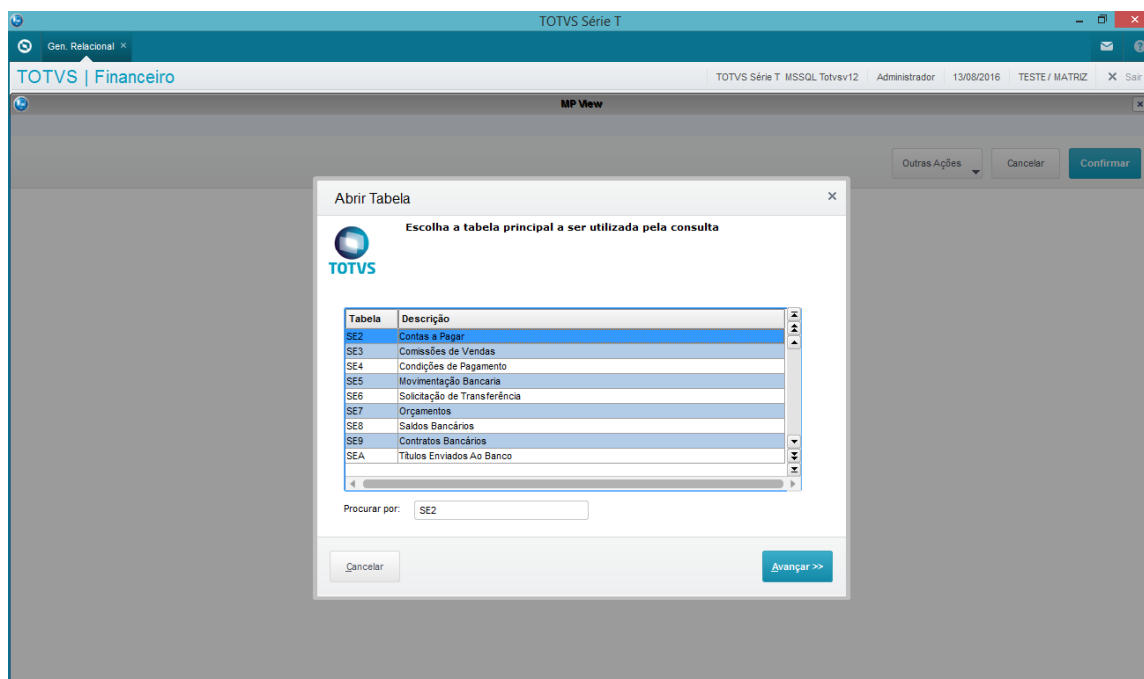 TOTVS Série T
Gen. Relacional ×
TOTVS | Financeiro
TOTVS Série T MSSQL Totvsv12 Administrador 13/08/2016 TESTE / MATRIZ × Sair
MP View
Outras Ações Cancelar Confirmar
Abrir Tabela
Escolha a tabela principal a ser utilizada pela consulta
TOTVS
Tabela Descrição
SE2 Contas a Pagar
SE3 Comissões de Vendas
SE4 Condições de Pagamento
SE5 Movimentação Bancaria
SE6 Solicitação de Transferência
SE7 Orçamentos
SE8 Saldos Bancários
SE9 Contratos Bancários
SEA Títulos Enviados Ao Banco
Procurar por: SE2
Cancelar Avançar >>